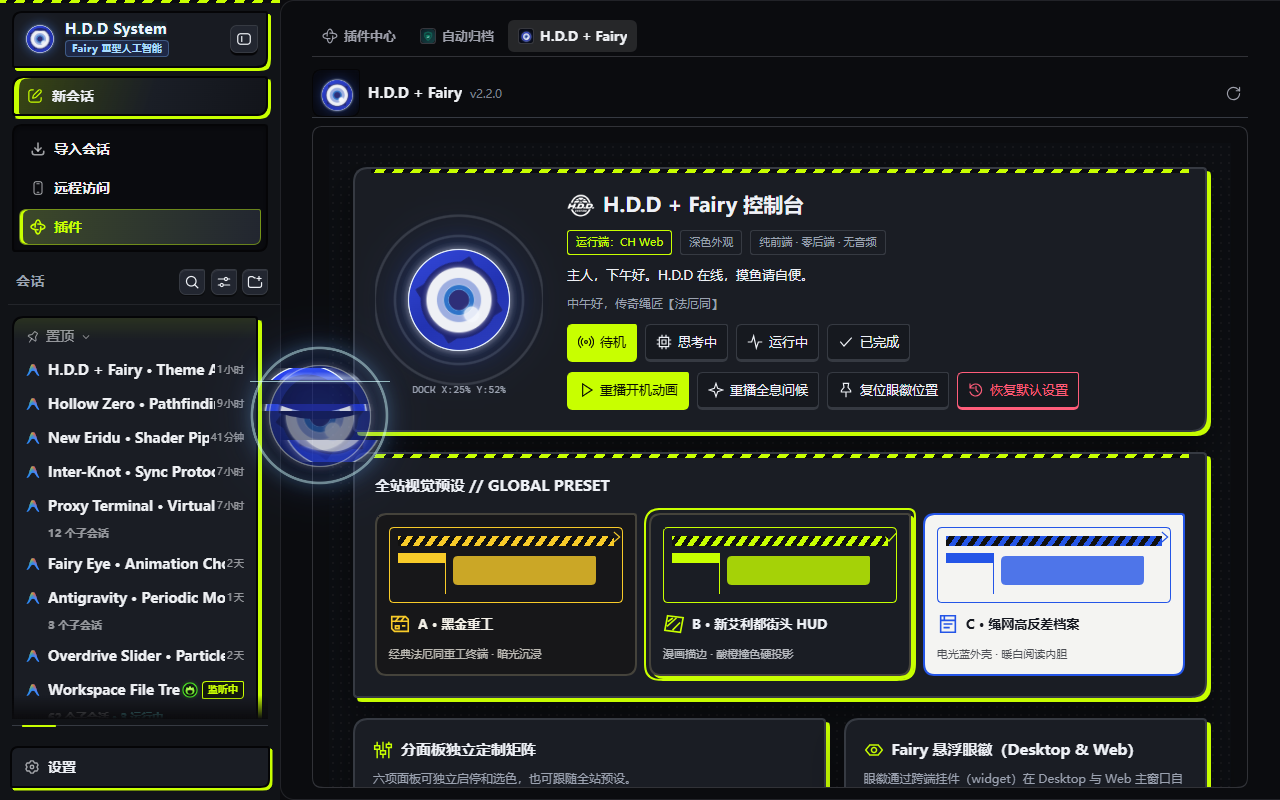 H.D.D System
Fairy III型人工智能
新会话
导入会话
远程访问
插件
会话
置顶
H.D.D + Fairy • Theme A 1小时
Hollow Zero • Pathfindi 9小时
New Eridu • Shader Pip 41分钟
Inter-Knot • Sync Protoc 7小时
Proxy Terminal • Virtual 7小时
12 个子会话
Fairy Eye • Animation Che 2天
Antigravity • Periodic Mo 1天
3 个子会话
Overdrive Slider • Particle 2天
Workspace File Tre 监听中
设置
插件中心
自动归档
H.D.D + Fairy
H.D.D + Fairy v2.2.0
DOCK X:25% Y:52%
H.D.D + Fairy 控制台
运行端：CH Web
深色外观
纯前端 · 零后端 · 无音频
主人，下午好。H.D.D 在线，摸鱼请自便。
中午好，传奇绳匠【法厄同】
待机
思考中
运行中
已完成
重播开机动画
重播全息问候
复位眼徽位置
恢复默认设置
全站视觉预设 // GLOBAL PRESET
A • 黑金重工
经典法厄同重工终端 · 暗光沉浸
B • 新艾利都街头 HUD
漫画描边 · 酸橙撞色硬投影
C • 绳网高反差档案
电光蓝外壳 · 暖白阅读内胆
分面板独立定制矩阵
六项面板可独立启停和选色，也可跟随全站预设。
Fairy 悬浮眼徽（Desktop & Web）
眼徽通过跨端挂件（widget）在 Desktop 与 Web 主窗口自